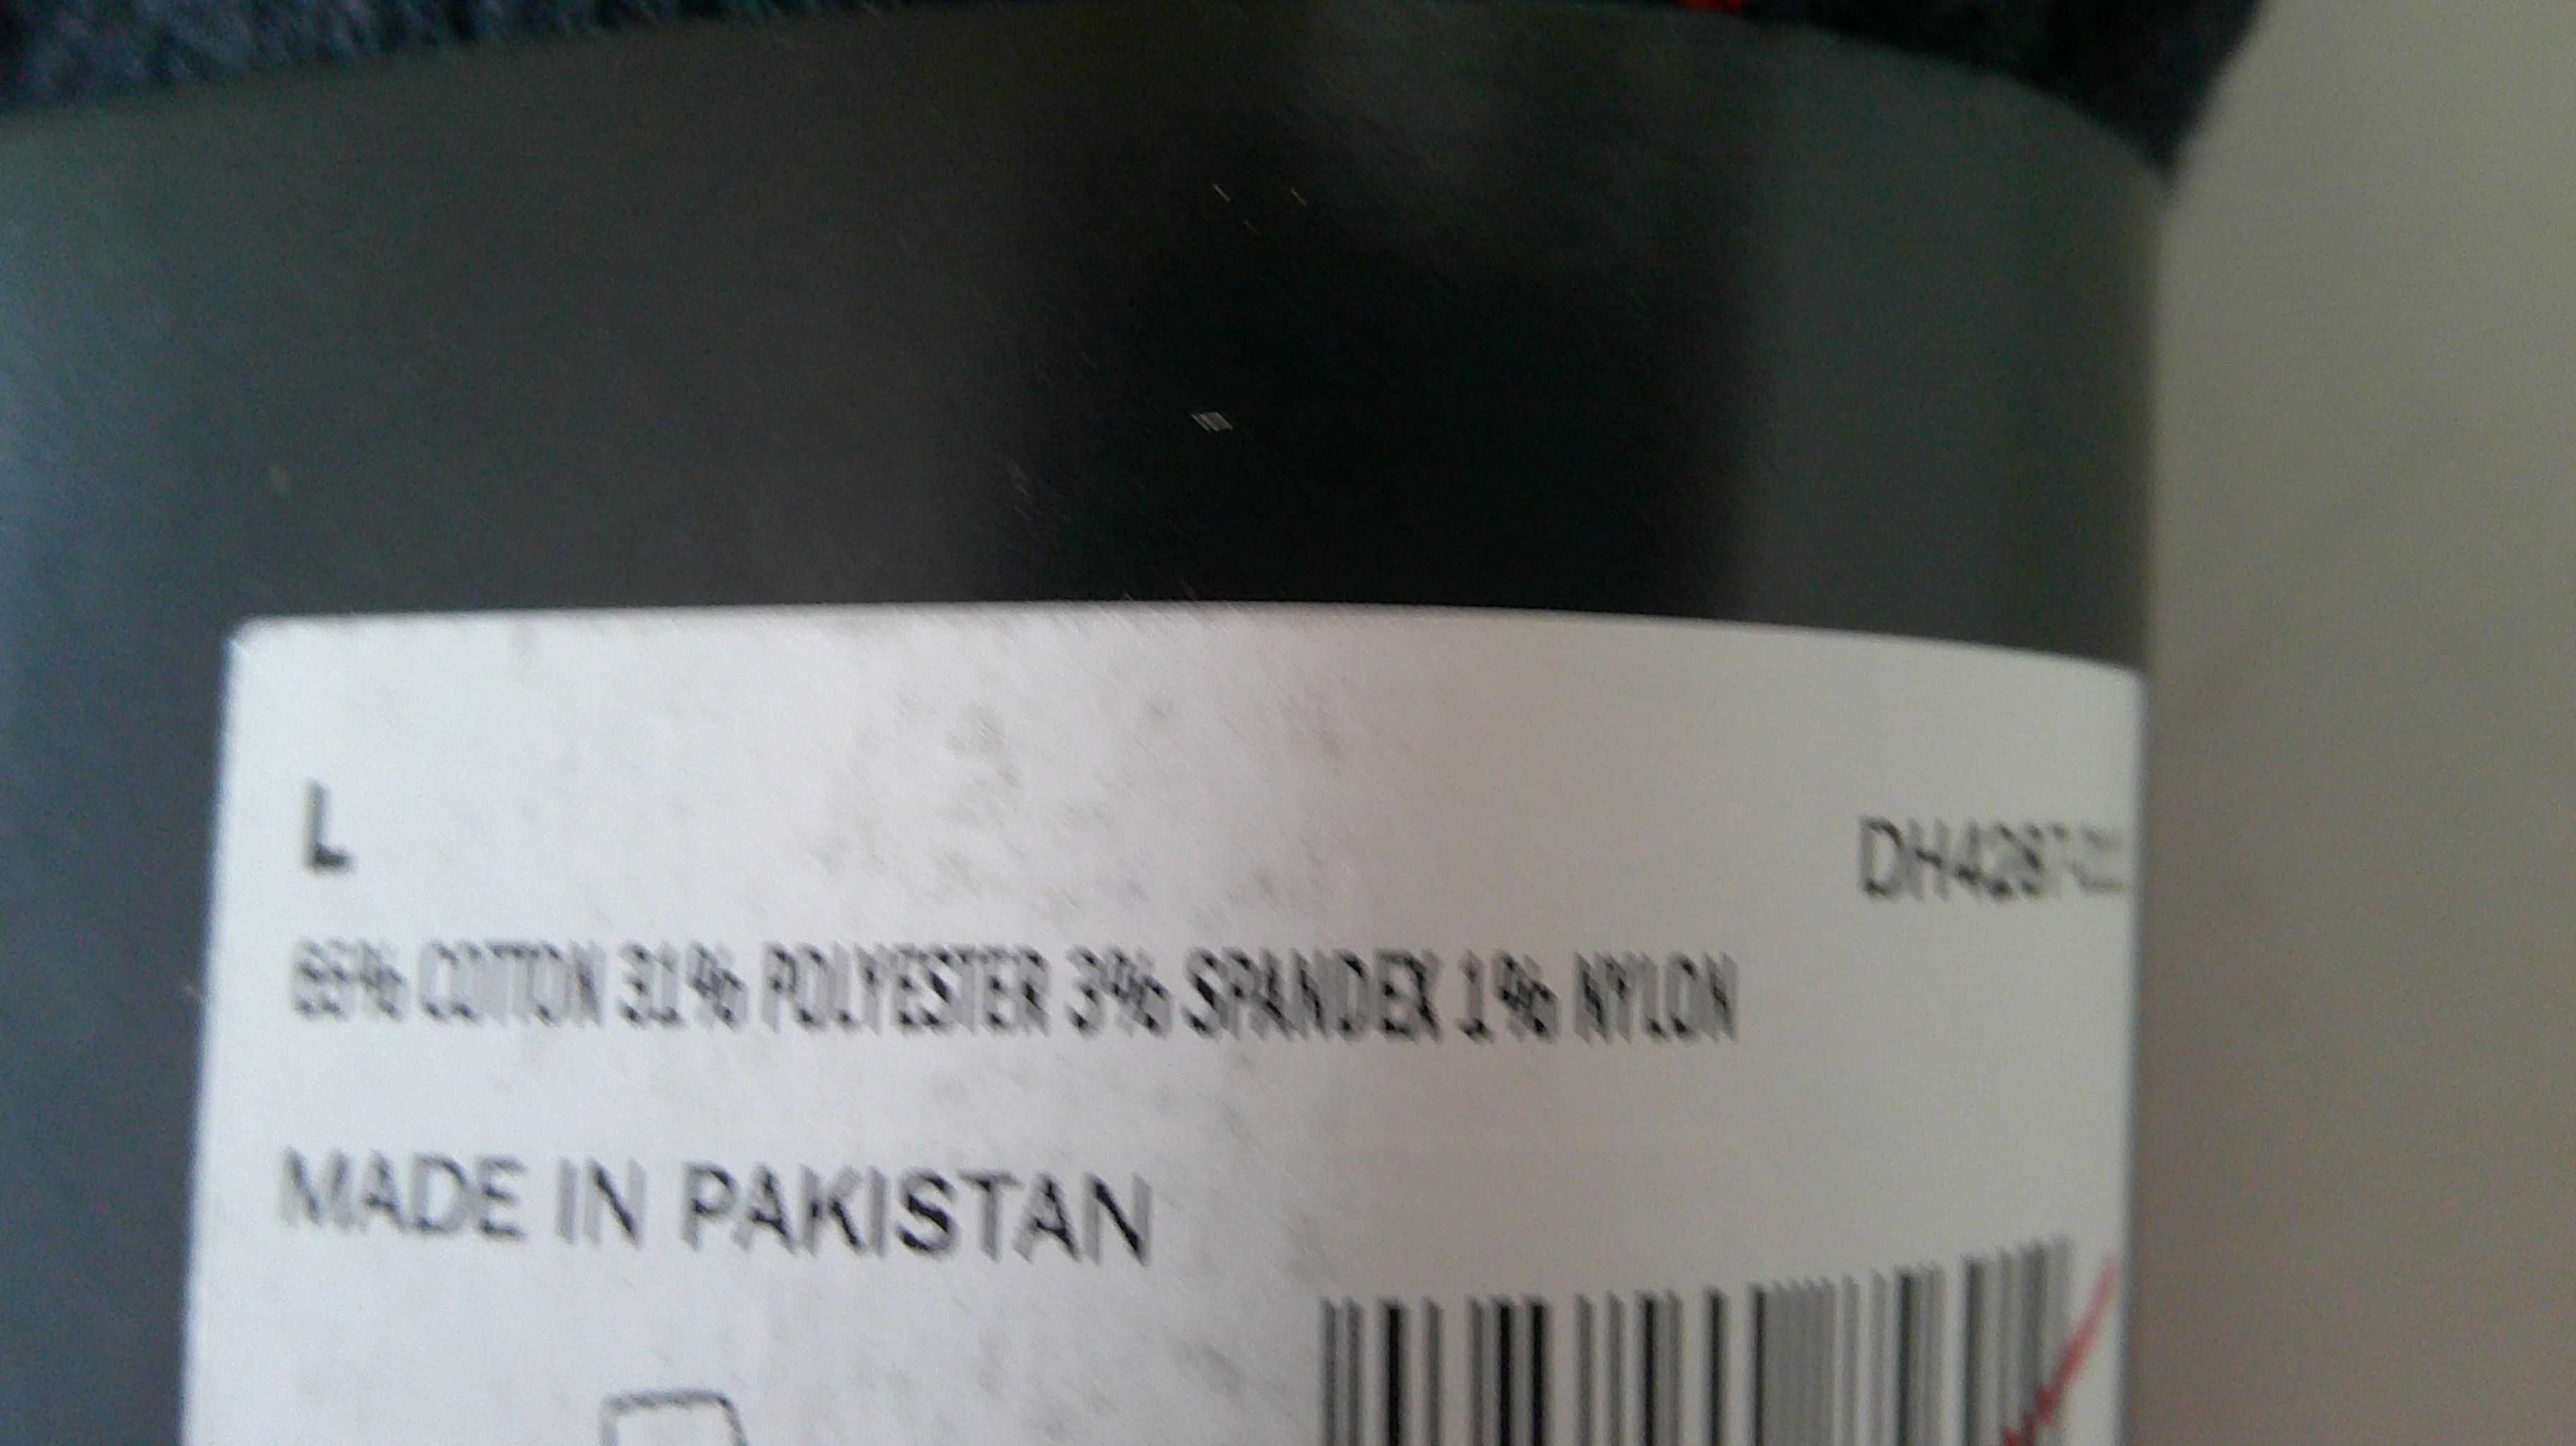 L
65% COTTON 31% POLYESTER 3% SPANDEX 1% NYLON
MADE IN PAKISTAN